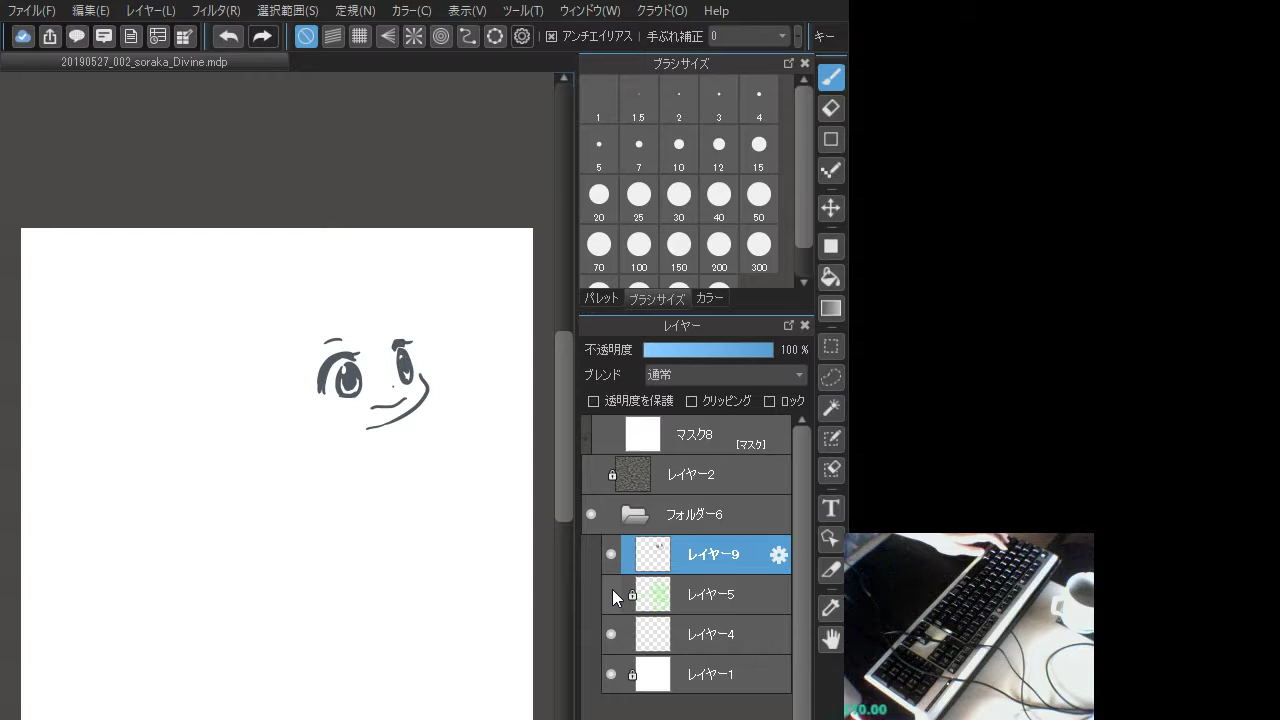 ファイル(F) 編集(E) レイヤー(L) フィルタ(R) 選択範囲(S) 定規(N) カラー(C) 表示(V) ツール(T) ウィンドウ(W) クラウド(O) Help
アンチエイリアス 手ぶれ補正 0 キー
20190527_002_soraka_Divine.mdp
ブラシサイズ
1 1.5 2 3 4
5 7 10 12 15
20 25 30 40 50
70 100 150 200 300
パレット ブラシサイズ カラー
レイヤー
不透明度 100 %
ブレンド 通常
透明度を保護 クリッピング ロック
マスク8
[マスク]
レイヤー2
フォルダー6
レイヤー9
レイヤー5
レイヤー4
レイヤー1
T